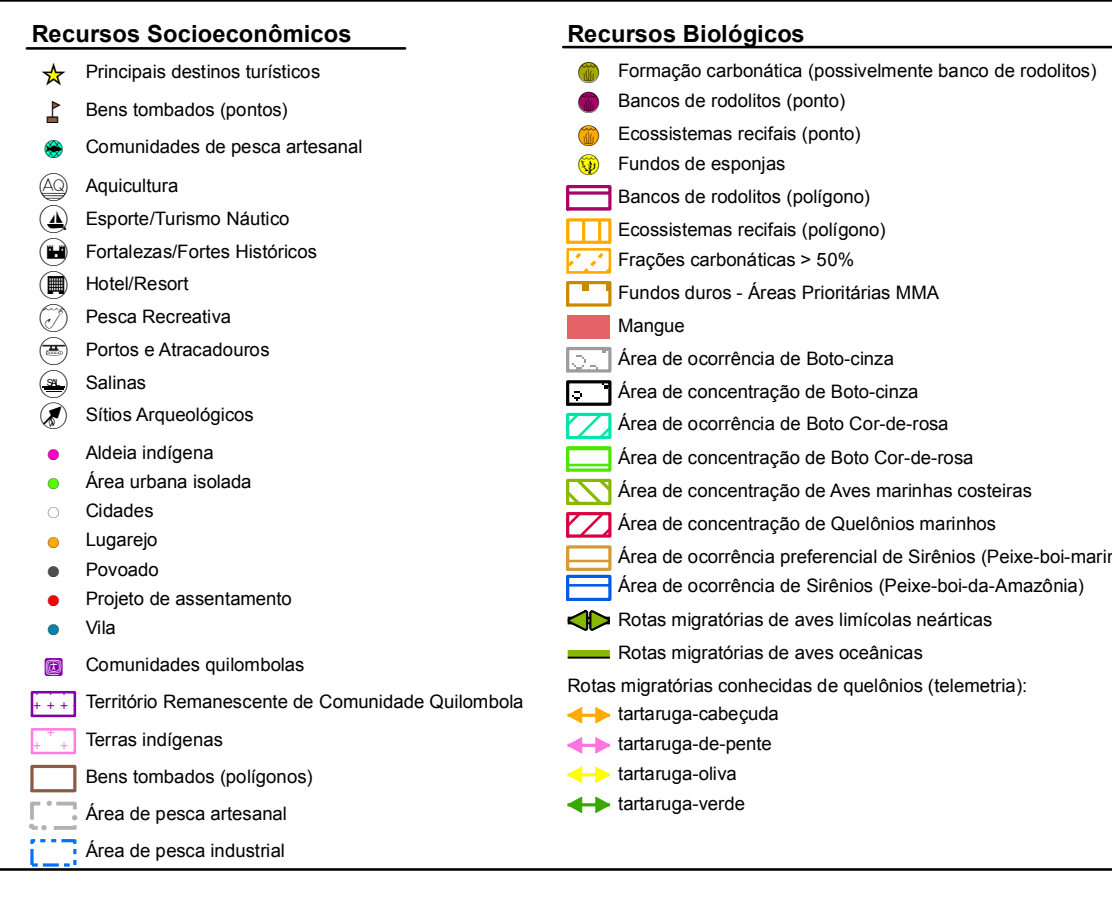 Recursos Socioeconômicos
Principais destinos turísticos
Bens tombados (pontos)
Comunidades de pesca artesanal
AQ Aquicultura
Esporte/Turismo Náutico
Fortalezas/Fortes Históricos
Hotel/Resort
Pesca Recreativa
Portos e Atracadouros
SAL Salinas
Sítios Arqueológicos
Aldeia indígena
Área urbana isolada
Cidades
Lugarejo
Povoado
Projeto de assentamento
Vila
Comunidades quilombolas
Território Remanescente de Comunidade Quilombola
Terras indígenas
Bens tombados (polígonos)
Área de pesca artesanal
Área de pesca industrial
Recursos Biológicos
Formação carbonática (possivelmente banco de rodolitos)
Bancos de rodolitos (ponto)
Ecossistemas recifais (ponto)
Fundos de esponjas
Bancos de rodolitos (polígono)
Ecossistemas recifais (polígono)
Frações carbonáticas > 50%
Fundos duros - Áreas Prioritárias MMA
Mangue
Área de ocorrência de Boto-cinza
Área de concentração de Boto-cinza
Área de ocorrência de Boto Cor-de-rosa
Área de concentração de Boto Cor-de-rosa
Área de concentração de Aves marinhas costeiras
Área de concentração de Quelônios marinhos
Área de ocorrência preferencial de Sirênios (Peixe-boi-marin
Área de ocorrência de Sirênios (Peixe-boi-da-Amazônia)
Rotas migratórias de aves limícolas neárticas
Rotas migratórias de aves oceânicas
Rotas migratórias conhecidas de quelônios (telemetria):
tartaruga-cabeçuda
tartaruga-de-pente
tartaruga-oliva
tartaruga-verde